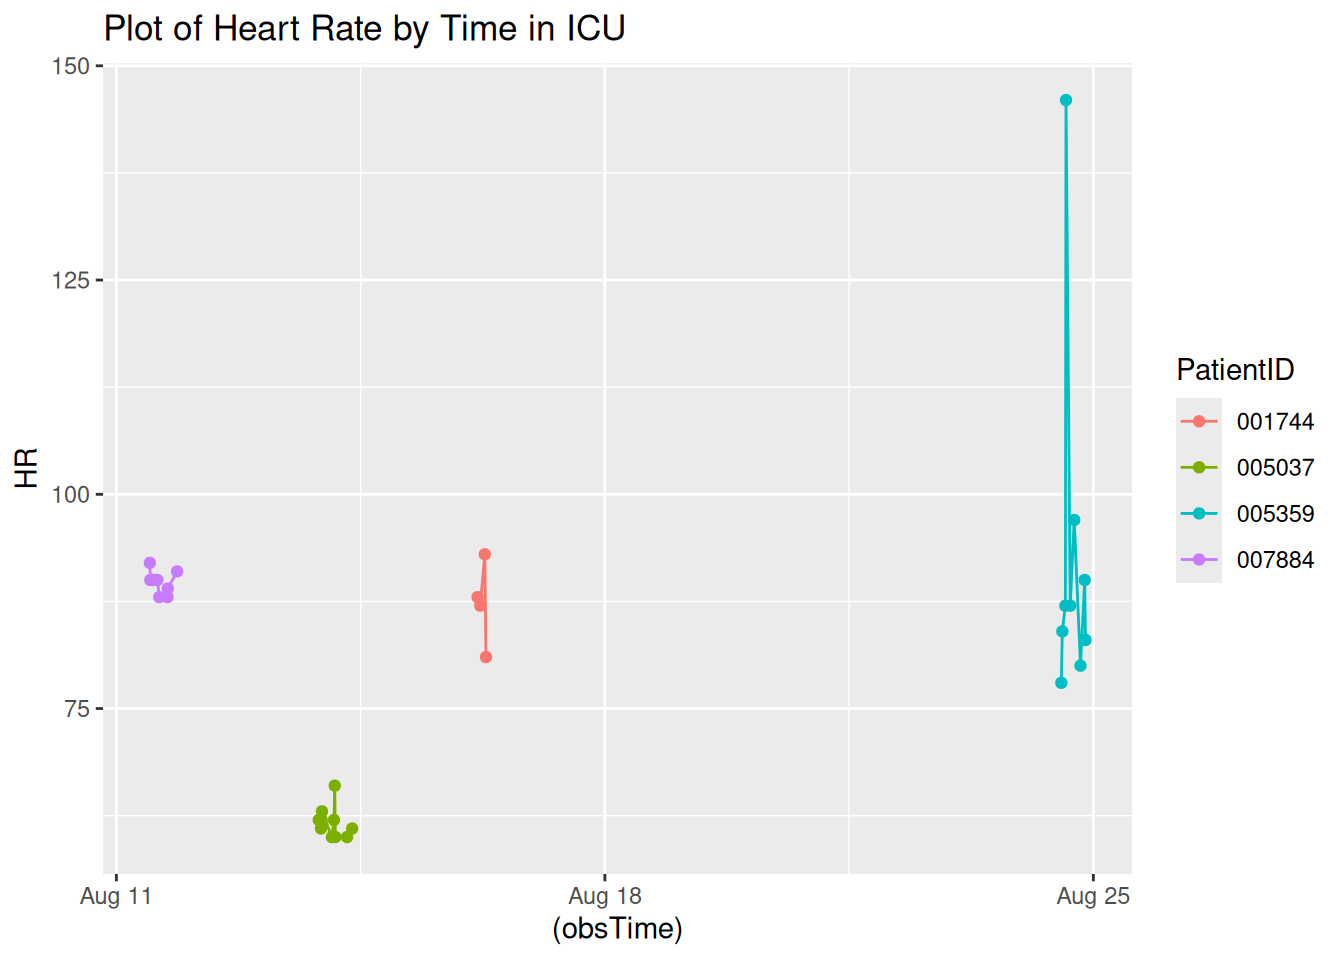 Plot of Heart Rate by Time in ICU
150
125
100
75
HR
Aug 11
Aug 18
Aug 25
(obsTime)
PatientID
001744
005037
005359
007884